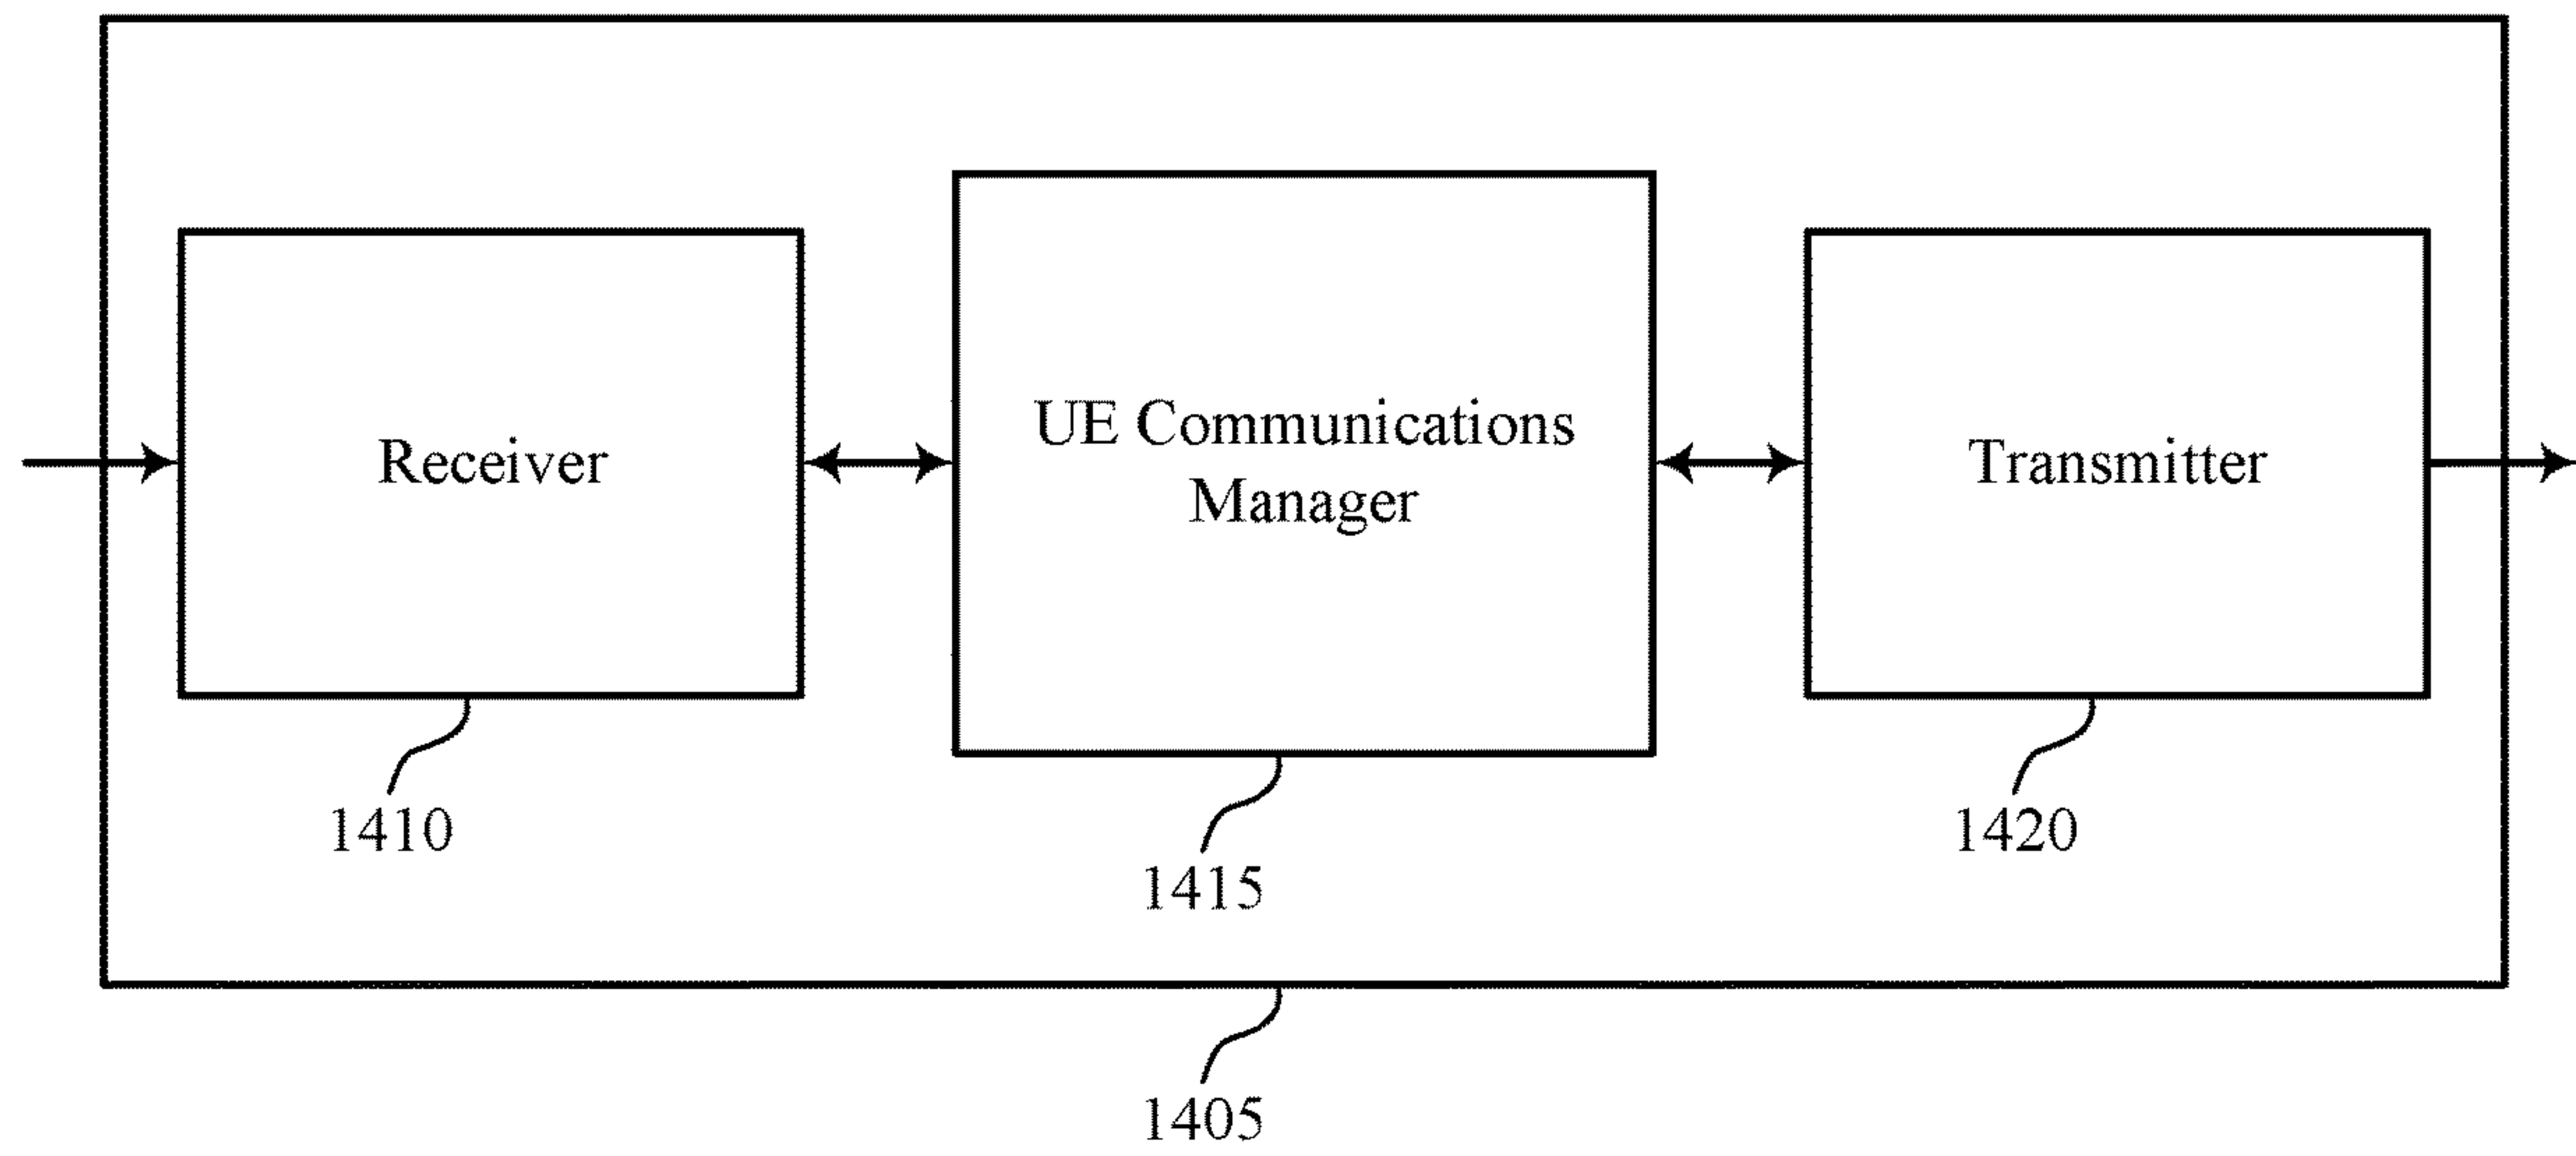 Receiver
UE Communications
Manager
Transmitter
1410
1415
1420
1405